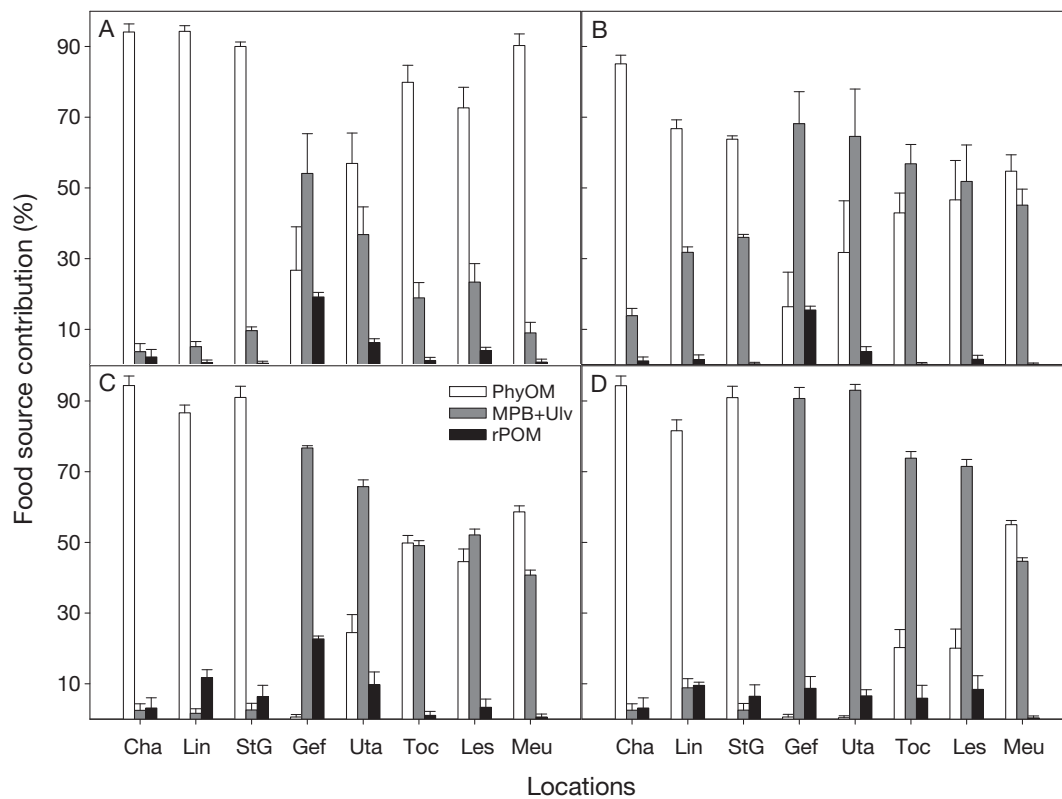 A
B
90
70
50
30
10
C
D
PhyOM
MPB+Ulv
rPOM
90
70
50
30
10
Food source contribution (%)
Cha Lin StG Gef Uta Toc Les Meu
Cha Lin StG Gef Uta Toc Les Meu
Locations